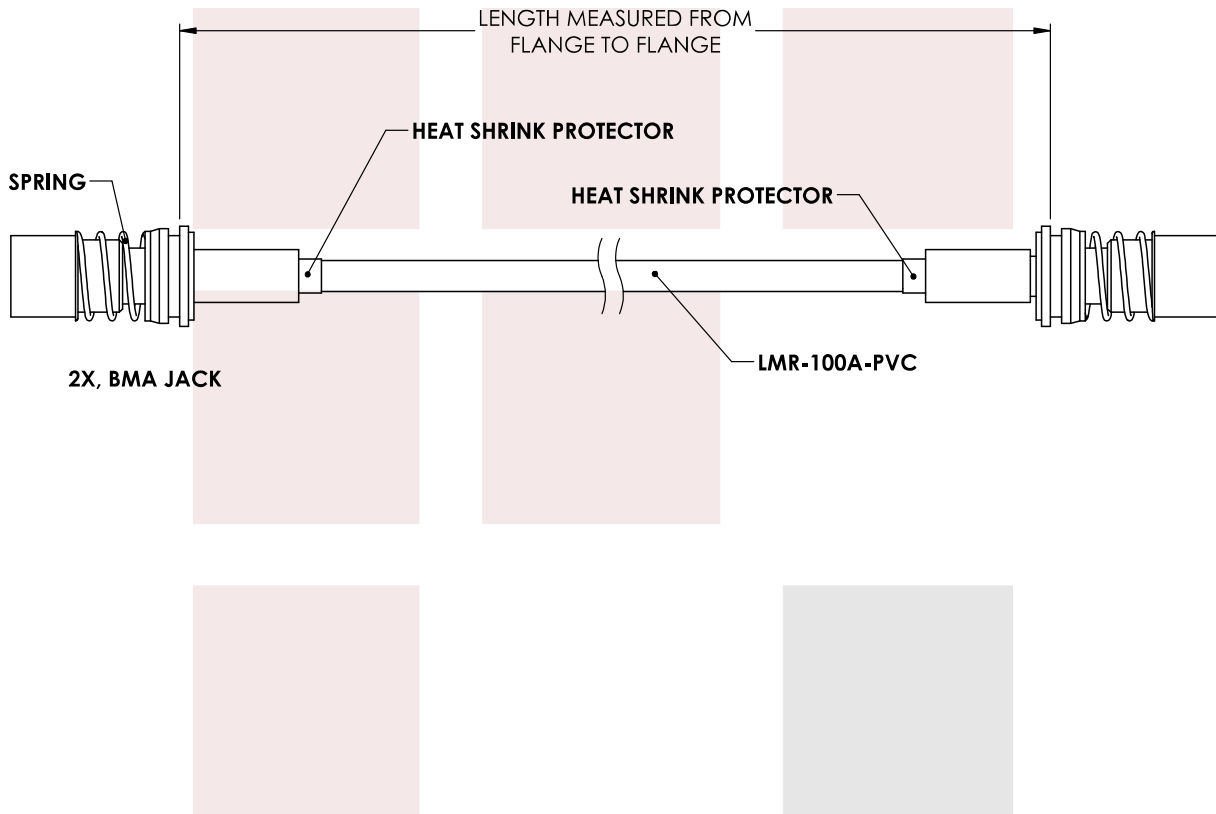 LENGTH MEASURED FROM
FLANGE TO FLANGE
HEAT SHRINK PROTECTOR
SPRING
HEAT SHRINK PROTECTOR
LMR-100A-PVC
2X, BMA JACK